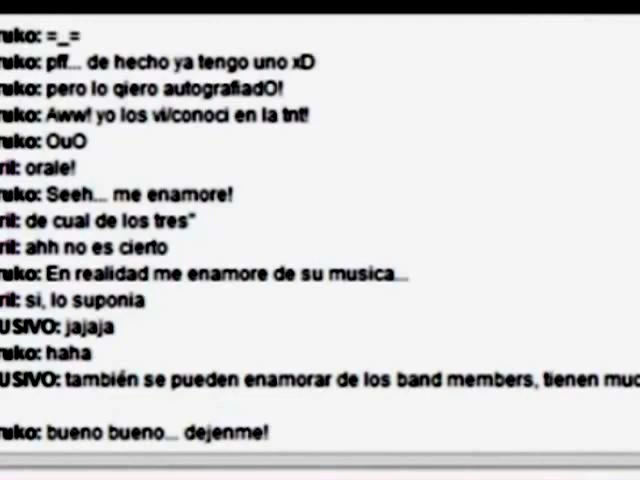 ruko: =_=
ruko: pff... de hecho ya tengo uno xD
ruko: pero lo qiero autografiadO!
ruko: Aww! yo los vi/conoci en la tnt!
ruko: OuO
ril: orale!
ruko: Seeh... me enamore!
ril: de cual de los tres"
ril: ahh no es cierto
ruko: En realidad me enamore de su musica...
ril: si, lo suponia
USIVO: jajaja
ruko: haha
USIVO: también se pueden enamorar de los band members, tienen muc
ruko: bueno bueno... dejenme!